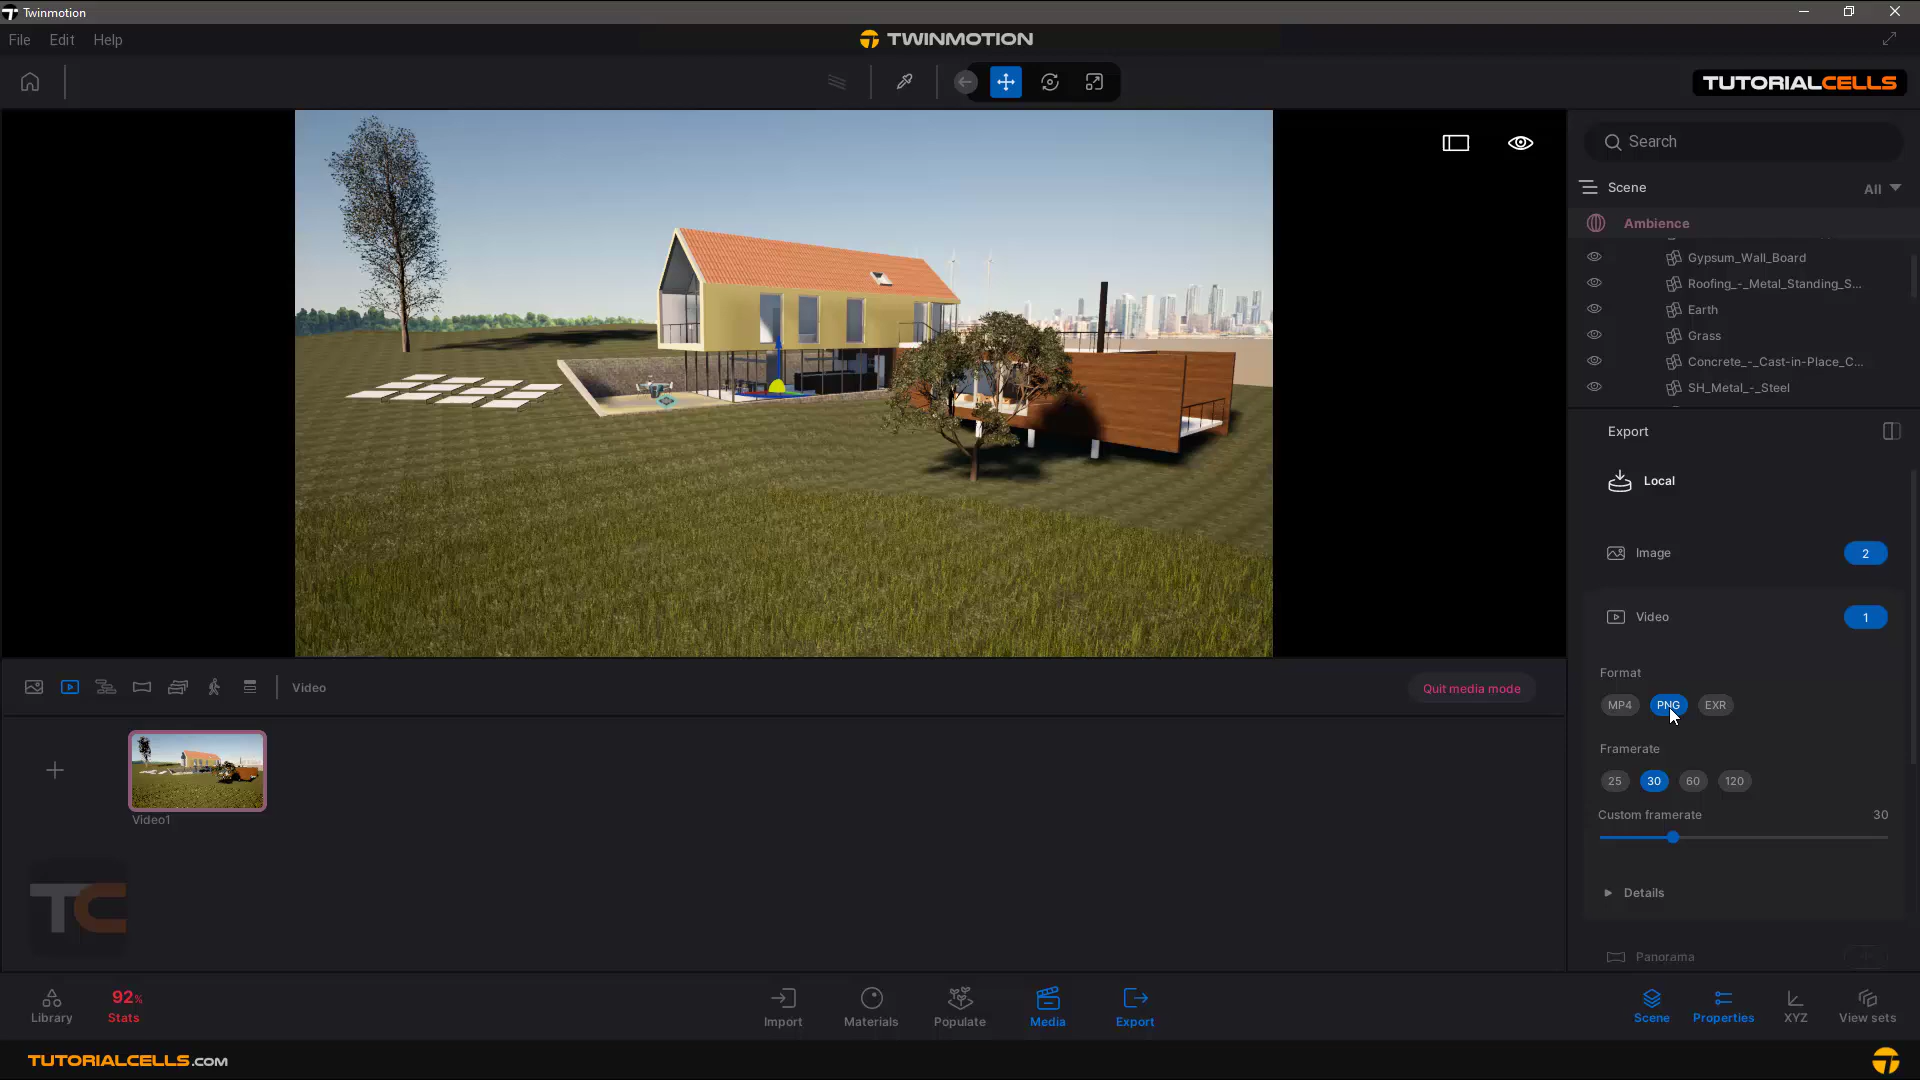 Twinmotion
File Edit Help
TWINMOTION
TUTORIALCELLS
Search
Scene All
Ambience
Gypsum_Wall_Board
Roofing_-_Metal_Standing_S...
Earth
Grass
Concrete_-_Cast-in-Place_C...
SH_Metal_-_Steel
Export
Local
Image 2
Video 1
Format
MP4 PNG EXR
Framerate
25 30 60 120
Custom framerate 30
Details
Panorama
Video
Quit media mode
Video1
TC
92%
Stats
Library
Import
Materials
Populate
Media
Export
Scene
Properties
XYZ
View sets
TUTORIALCELLS.COM